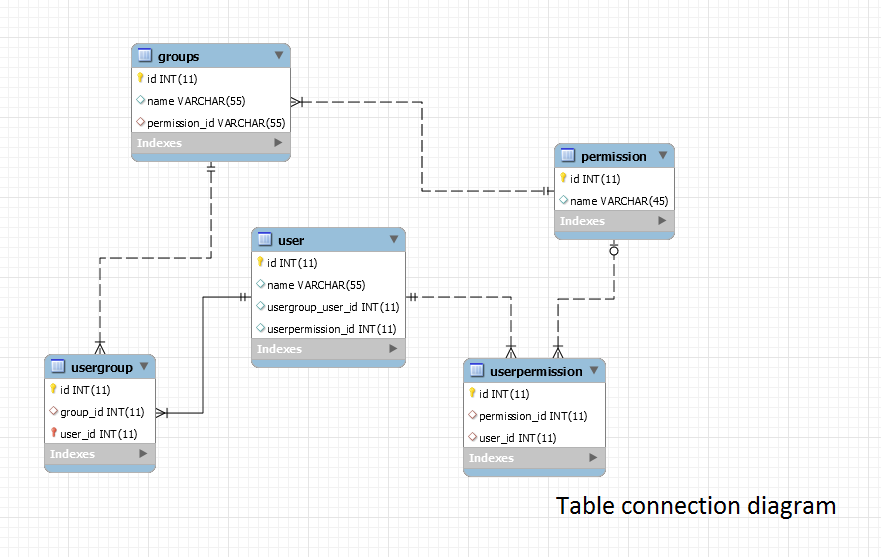 groups
id INT(11)
name VARCHAR(55)
permission_id VARCHAR(55)
Indexes
permission
id INT(11)
name VARCHAR(45)
Indexes
user
id INT(11)
name VARCHAR(55)
usergroup_user_id INT(11)
userpermission_id INT(11)
Indexes
usergroup
id INT(11)
group_id INT(11)
user_id INT(11)
Indexes
userpermission
id INT(11)
permission_id INT(11)
user_id INT(11)
Indexes
Table connection diagram